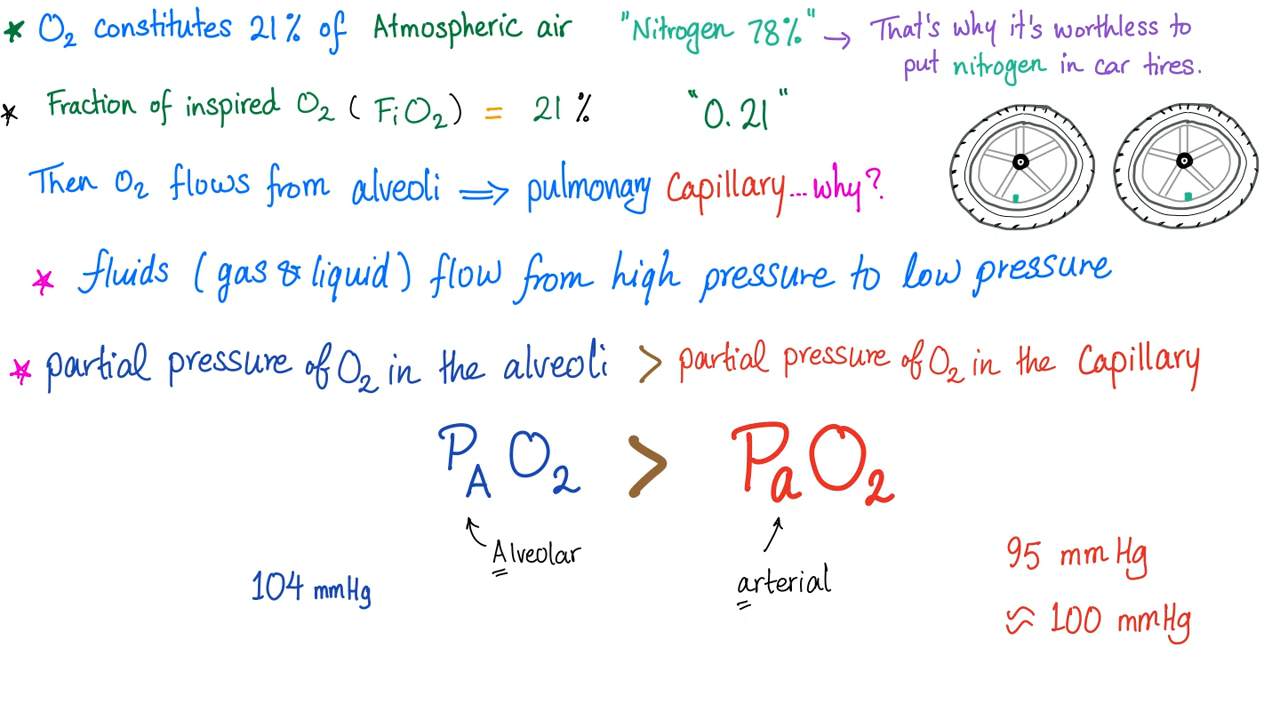 * O₂ constitutes 21% of Atmospheric air "Nitrogen 78%" → That's why it's worthless to
put nitrogen in car tires.
* Fraction of inspired O₂ (FiO₂) = 21% "0.21"
Then O₂ flows from alveoli ⇒ pulmonary Capillary...why?
* fluids (gas & liquid) flow from high pressure to low pressure
* partial pressure of O₂ in the alveoli > partial pressure of O₂ in the Capillary
PAO₂ > PaO₂
Alveolar
arterial
104 mmHg
95 mmHg
≈ 100 mmHg